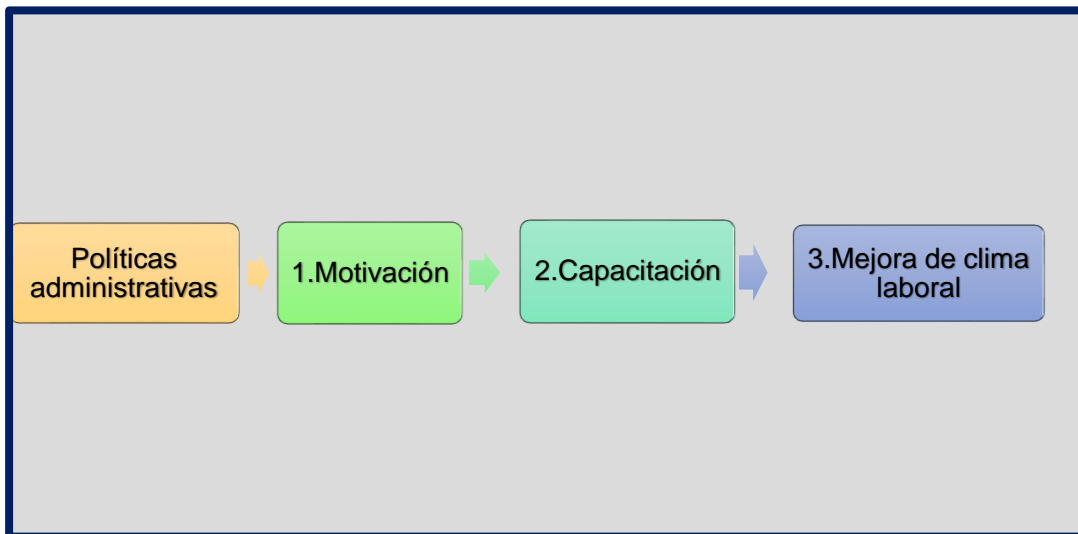 Políticas
administrativas
1.Motivación
2.Capacitación
3.Mejora de clima
laboral